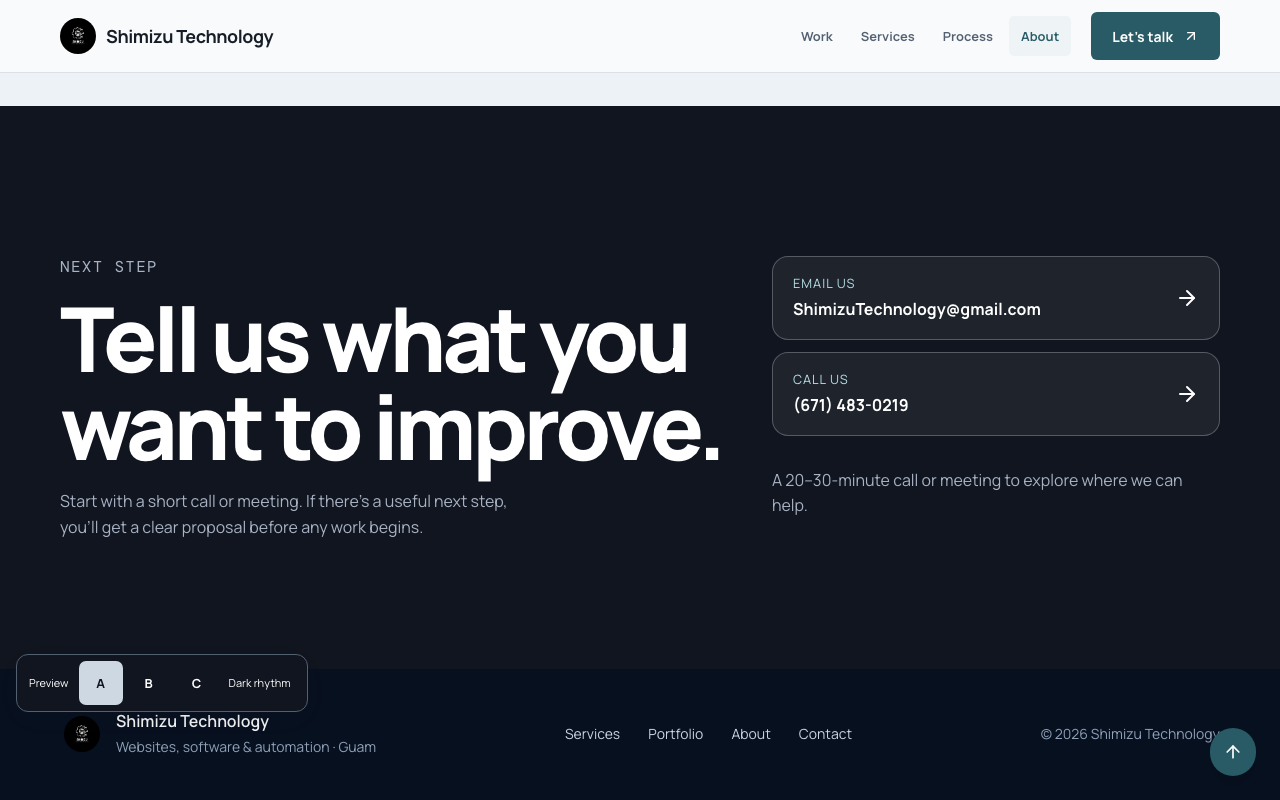 Shimizu Technology
Work
Services
Process
About
Let's talk
NEXT STEP
Tell us what you
want to improve.
Start with a short call or meeting. If there's a useful next step,
you'll get a clear proposal before any work begins.
EMAIL US
ShimizuTechnology@gmail.com
CALL US
(671) 483-0219
A 20–30-minute call or meeting to explore where we can
help.
Preview
A
B
C
Dark rhythm
Shimizu Technology
Websites, software & automation · Guam
Services
Portfolio
About
Contact
© 2026 Shimizu Technology